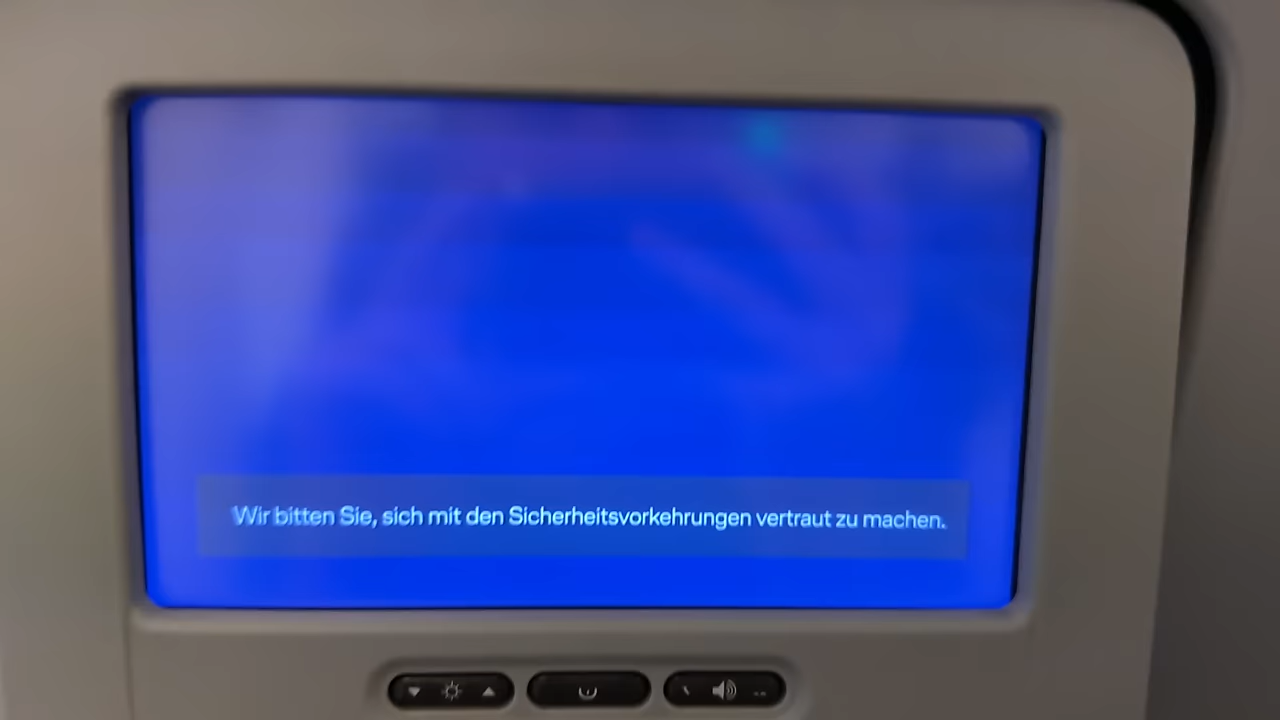 Wir bitten Sie, sich mit den Sicherheitsvorkehrungen vertraut zu machen.